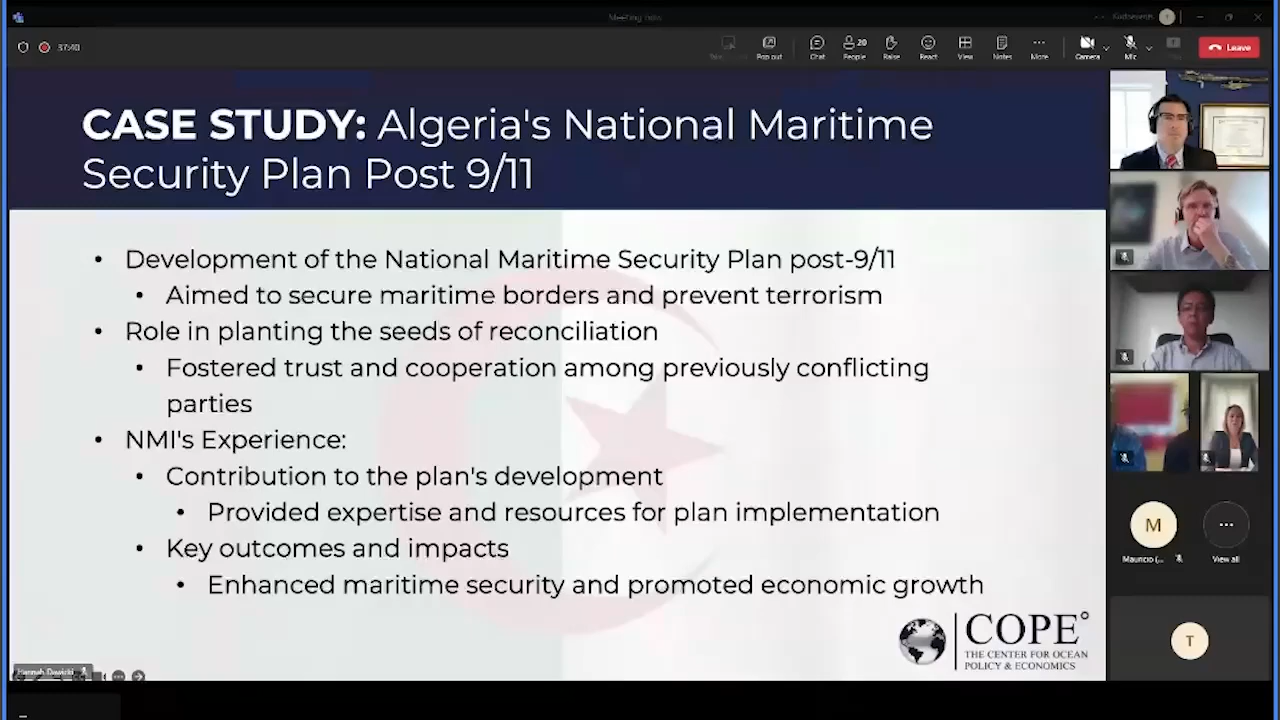 37:40
Pop out
Chat
20
People
Raise
React
View
Notes
More
Camera
Mic
Leave
CASE STUDY: Algeria's National Maritime
Security Plan Post 9/11
• Development of the National Maritime Security Plan post-9/11
• Aimed to secure maritime borders and prevent terrorism
• Role in planting the seeds of reconciliation
• Fostered trust and cooperation among previously conflicting
parties
• NMI's Experience:
• Contribution to the plan's development
• Provided expertise and resources for plan implementation
• Key outcomes and impacts
• Enhanced maritime security and promoted economic growth
COPE°
THE CENTER FOR OCEAN
POLICY & ECONOMICS
M
Mauricio (...
View all
T